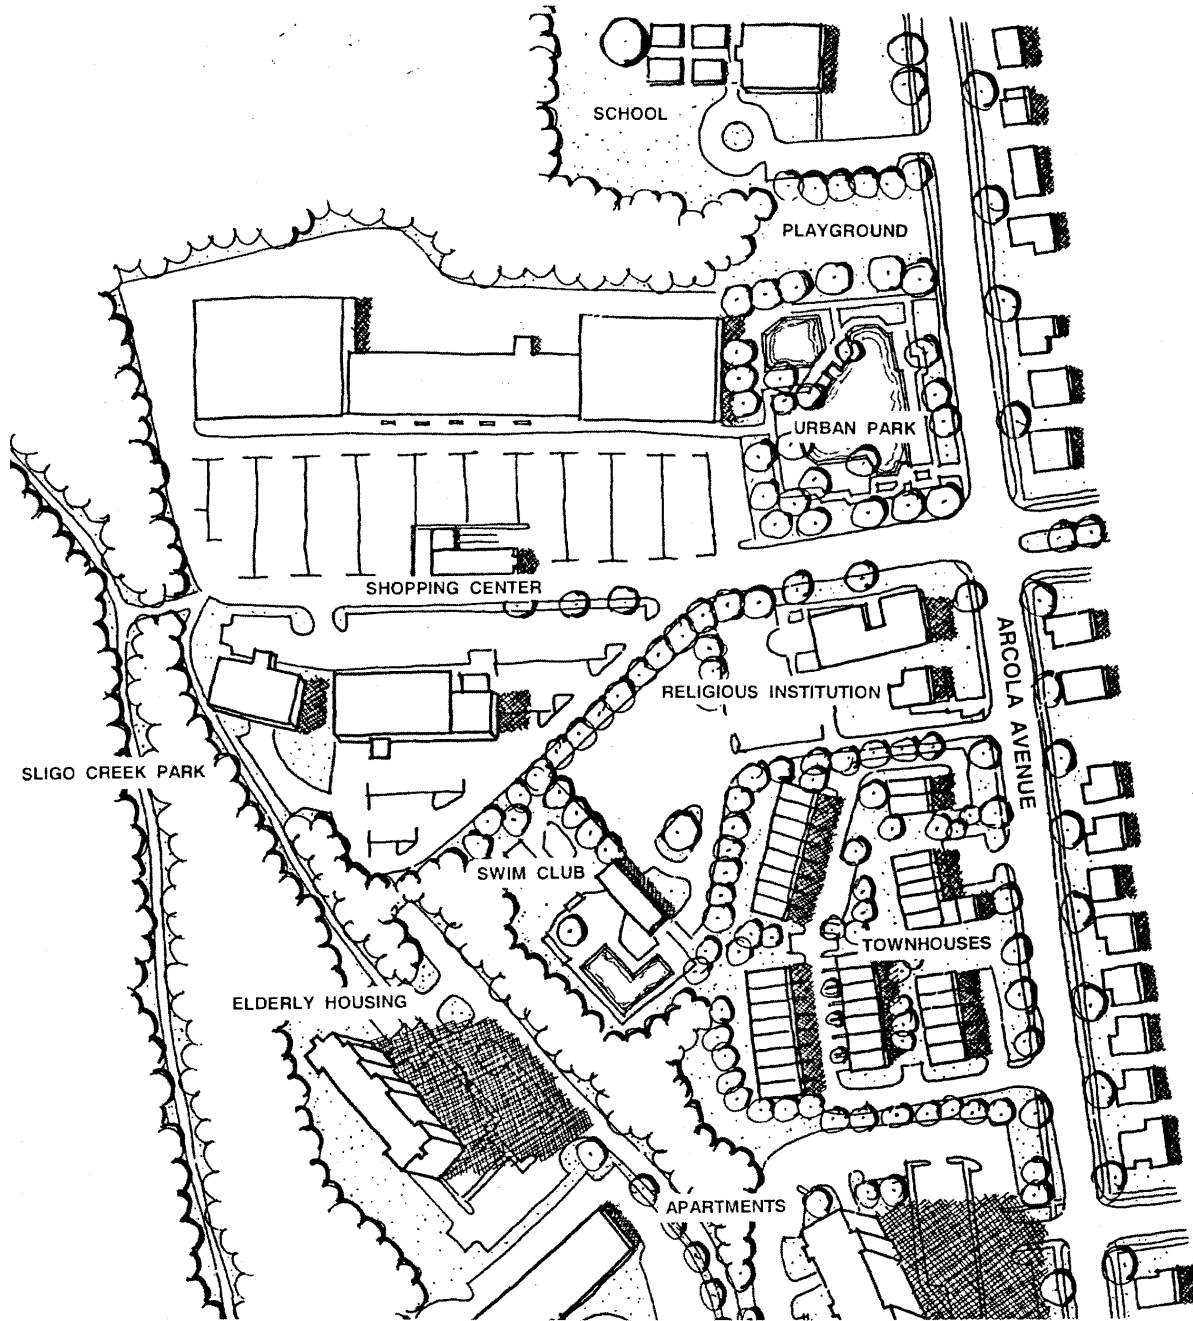 SCHOOL
PLAYGROUND
URBAN PARK
SHOPPING CENTER
ARCOLA AVENUE
RELIGIOUS INSTITUTION
SLIGO CREEK PARK
SWIM CLUB
TOWNHOUSES
ELDERLY HOUSING
APARTMENTS